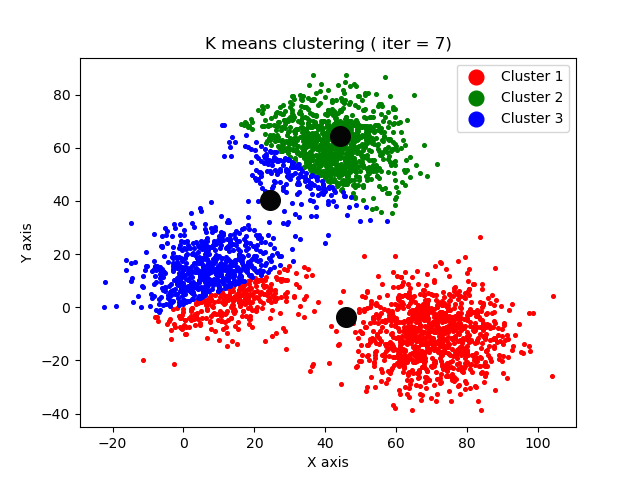 K means clustering ( iter = 7)
Cluster 1
Cluster 2
Cluster 3
80
60
40
20
0
−20
−40
Y axis
−20 0 20 40 60 80 100
X axis